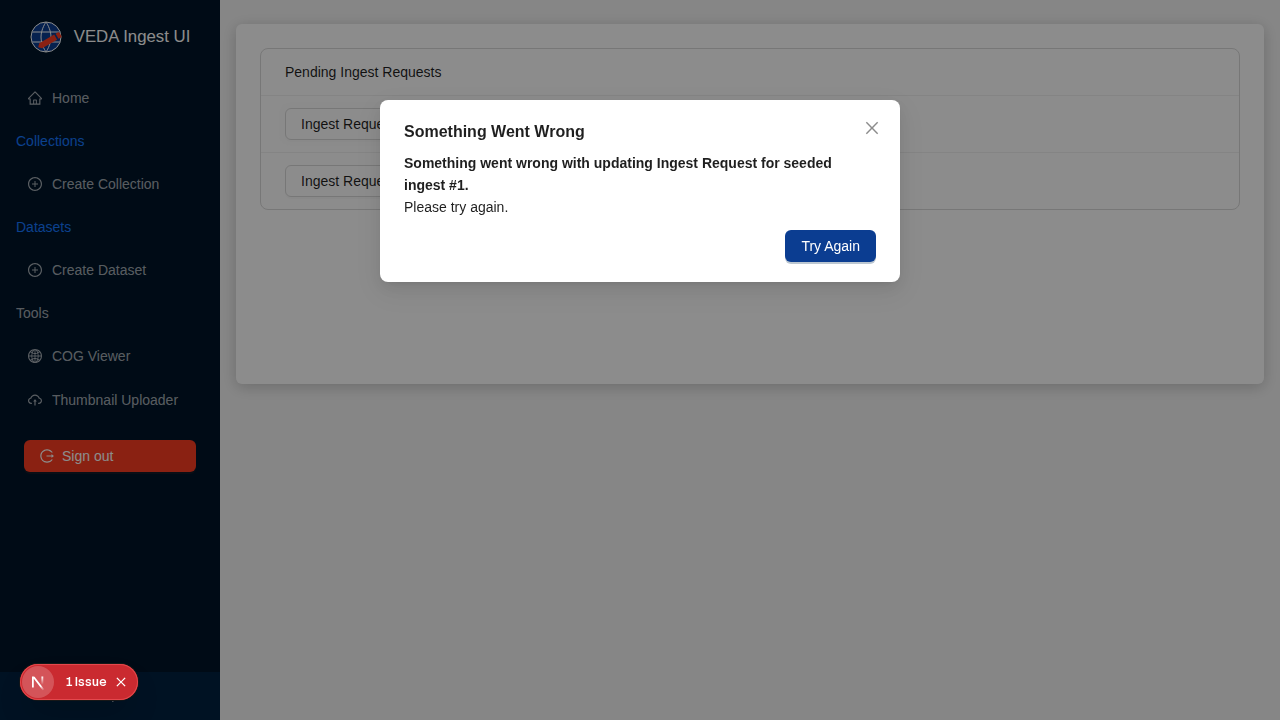 VEDA Ingest UI
Home
Collections
Create Collection
Datasets
Create Dataset
Tools
COG Viewer
Thumbnail Uploader
Sign out
1 Issue
Pending Ingest Requests
Ingest Reque
Ingest Reque
Something Went Wrong
Something went wrong with updating Ingest Request for seeded
ingest #1.
Please try again.
Try Again